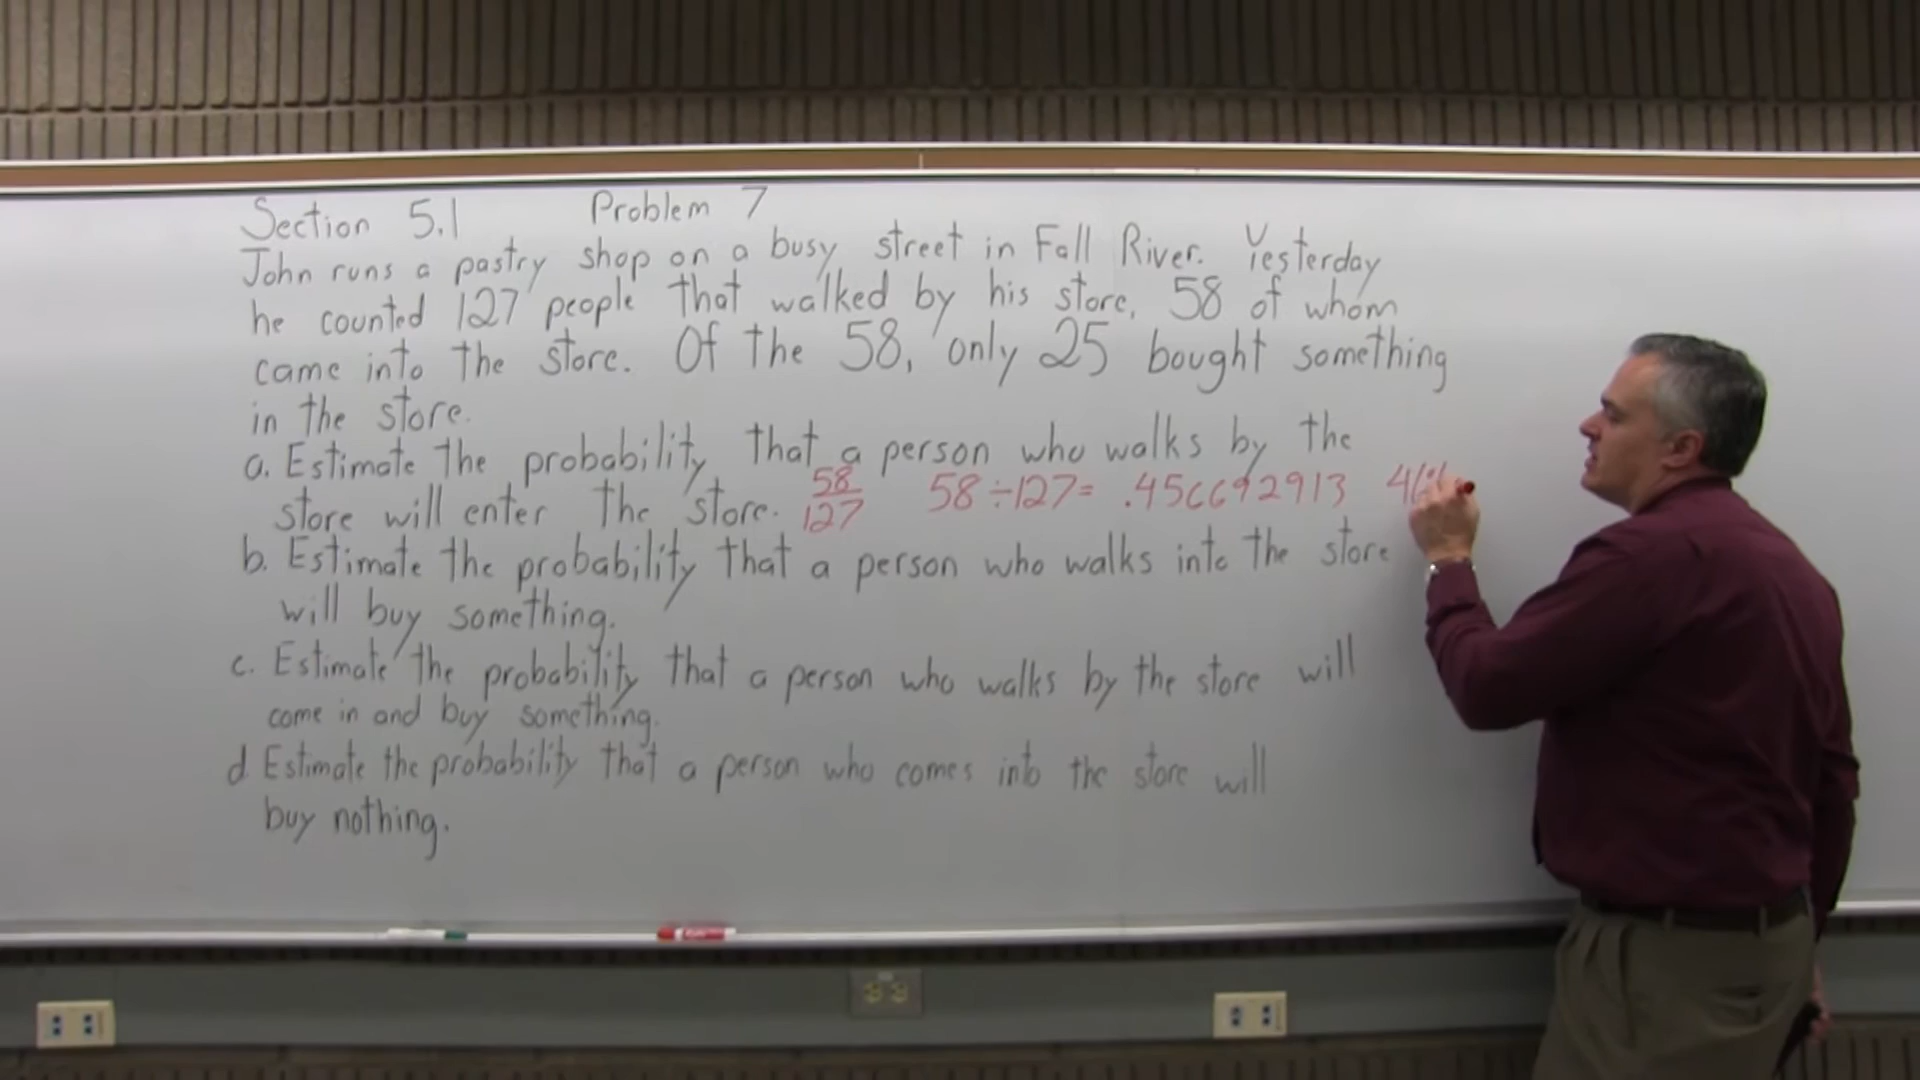 Section 5.1 Problem 7
John runs a pastry shop on a busy street in Fall River. Yesterday
he counted 127 people that walked by his store, 58 of whom
came into the store. Of the 58, only 25 bought something
in the store.
a. Estimate the probability that a person who walks by the
store will enter the store. 58/127 58÷127= .456692913 46%
b. Estimate the probability that a person who walks into the store
will buy something.
c. Estimate the probability that a person who walks by the store will
come in and buy something.
d Estimate the probability that a person who comes into the store will
buy nothing.